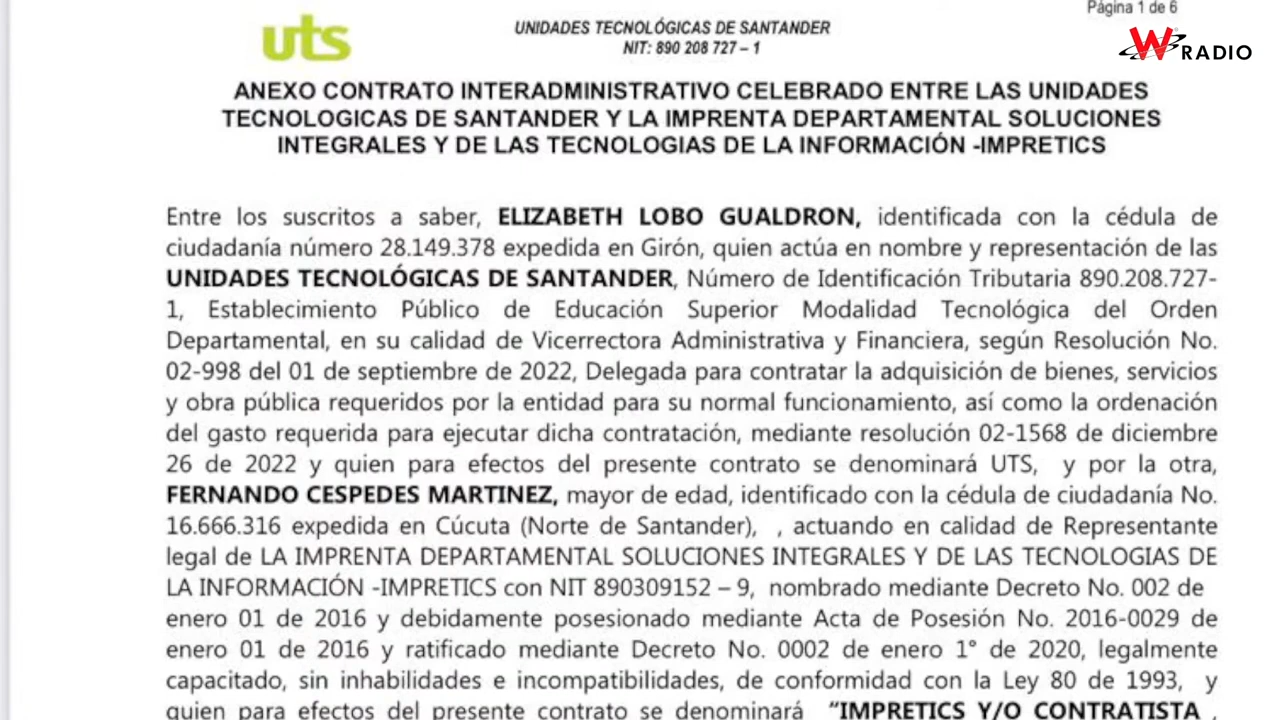 Página 1 de 6
uts
UNIDADES TECNOLÓGICAS DE SANTANDER
NIT: 890 208 727 – 1
W RADIO
ANEXO CONTRATO INTERADMINISTRATIVO CELEBRADO ENTRE LAS UNIDADES
TECNOLOGICAS DE SANTANDER Y LA IMPRENTA DEPARTAMENTAL SOLUCIONES
INTEGRALES Y DE LAS TECNOLOGIAS DE LA INFORMACIÓN -IMPRETICS
Entre los suscritos a saber, ELIZABETH LOBO GUALDRON, identificada con la cédula de
ciudadanía número 28.149.378 expedida en Girón, quien actúa en nombre y representación de las
UNIDADES TECNOLÓGICAS DE SANTANDER, Número de Identificación Tributaria 890.208.727-
1, Establecimiento Público de Educación Superior Modalidad Tecnológica del Orden
Departamental, en su calidad de Vicerrectora Administrativa y Financiera, según Resolución No.
02-998 del 01 de septiembre de 2022, Delegada para contratar la adquisición de bienes, servicios
y obra pública requeridos por la entidad para su normal funcionamiento, así como la ordenación
del gasto requerida para ejecutar dicha contratación, mediante resolución 02-1568 de diciembre
26 de 2022 y quien para efectos del presente contrato se denominará UTS, y por la otra,
FERNANDO CESPEDES MARTINEZ, mayor de edad, identificado con la cédula de ciudadanía No.
16.666.316 expedida en Cúcuta (Norte de Santander), , actuando en calidad de Representante
legal de LA IMPRENTA DEPARTAMENTAL SOLUCIONES INTEGRALES Y DE LAS TECNOLOGIAS DE
LA INFORMACIÓN -IMPRETICS con NIT 890309152 – 9, nombrado mediante Decreto No. 002 de
enero 01 de 2016 y debidamente posesionado mediante Acta de Posesión No. 2016-0029 de
enero 01 de 2016 y ratificado mediante Decreto No. 0002 de enero 1° de 2020, legalmente
capacitado, sin inhabilidades e incompatibilidades, de conformidad con la Ley 80 de 1993, y
quien para efectos del presente contrato se denominará "IMPRETICS Y/O CONTRATISTA ,